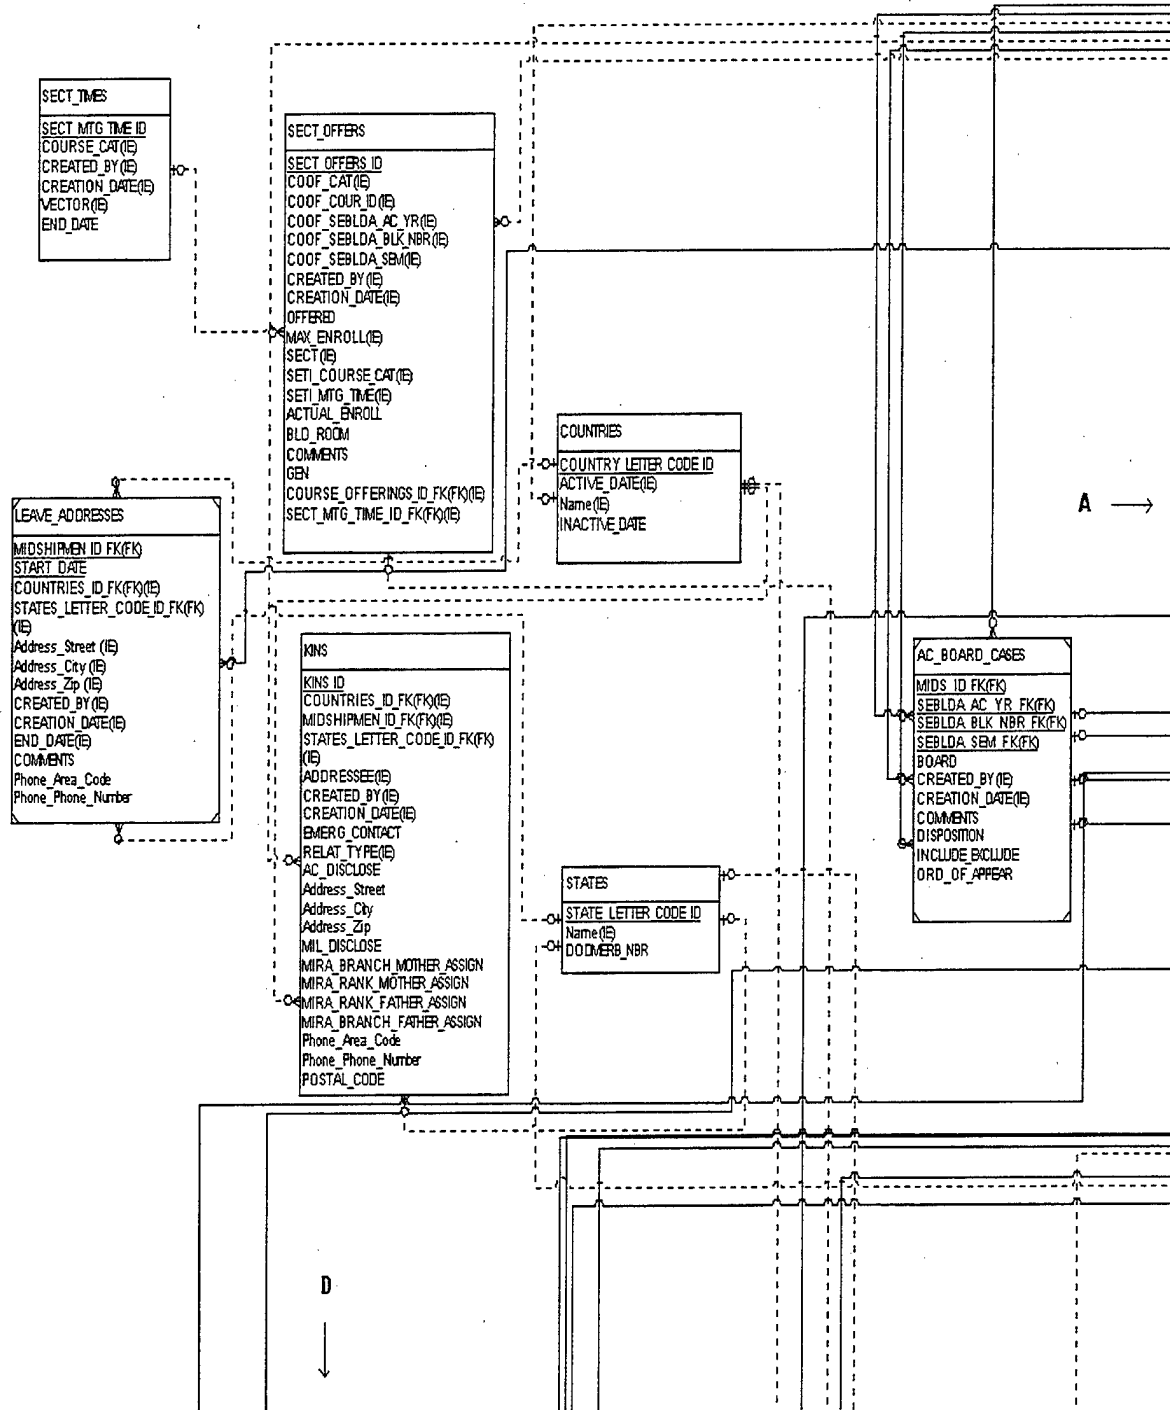 SECT_TIMES
SECT_MTG_TIME_ID
COURSE_CAT(IE)
CREATED_BY(IE)
CREATION_DATE(IE)
VECTOR(IE)
END_DATE
SECT_OFFERS
SECT_OFFERS_ID
COOF_CAT(IE)
COOF_COUR_ID(IE)
COOF_SEBLDA_AC_YR(IE)
COOF_SEBLDA_BLK_NBR(IE)
COOF_SEBLDA_SEM(IE)
CREATED_BY(IE)
CREATION_DATE(IE)
OFFERED
MAX_ENROLL(IE)
SECT(IE)
SETI_COURSE_CAT(IE)
SETI_MTG_TIME(IE)
ACTUAL_ENROLL
BLD_ROOM
COMMENTS
GEN
COURSE_OFFERINGS_ID_FK(FK)(IE)
SECT_MTG_TIME_ID_FK(FK)(IE)
COUNTRIES
COUNTRY_LETTER_CODE_ID
ACTIVE_DATE(IE)
Name(IE)
INACTIVE_DATE
A
LEAVE_ADDRESSES
MIDSHIPMEN_ID_FK(FK)
START_DATE
COUNTRIES_ID_FK(FK)(IE)
STATES_LETTER_CODE_ID_FK(FK)
(IE)
Address_Street (IE)
Address_City (IE)
Address_Zip (IE)
CREATED_BY(IE)
CREATION_DATE(IE)
END_DATE(IE)
COMMENTS
Phone_Area_Code
Phone_Phone_Number
KINS
KINS_ID
COUNTRIES_ID_FK(FK)(IE)
MIDSHIPMEN_ID_FK(FK)(IE)
STATES_LETTER_CODE_ID_FK(FK)
(IE)
ADDRESSEE(IE)
CREATED_BY(IE)
CREATION_DATE(IE)
EMERG_CONTACT
RELAT_TYPE(IE)
AC_DISCLOSE
Address_Street
Address_City
Address_Zip
MIL_DISCLOSE
MIRA_BRANCH_MOTHER_ASSIGN
MIRA_RANK_MOTHER_ASSIGN
MIRA_RANK_FATHER_ASSIGN
MIRA_BRANCH_FATHER_ASSIGN
Phone_Area_Code
Phone_Phone_Number
POSTAL_CODE
AC_BOARD_CASES
MIDS_ID_FK(FK)
SEBLDA_AC_YR_FK(FK)
SEBLDA_BLK_NBR_FK(FK)
SEBLDA_SEM_FK(FK)
BOARD
CREATED_BY(IE)
CREATION_DATE(IE)
COMMENTS
DISPOSITION
INCLUDE_EXCLUDE
ORD_OF_APPEAR
STATES
STATE_LETTER_CODE_ID
Name(IE)
DODMERB_NBR
D